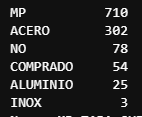 MP 710
ACERO 302
NO 78
COMPRADO 54
ALUMINIO 25
INOX 3